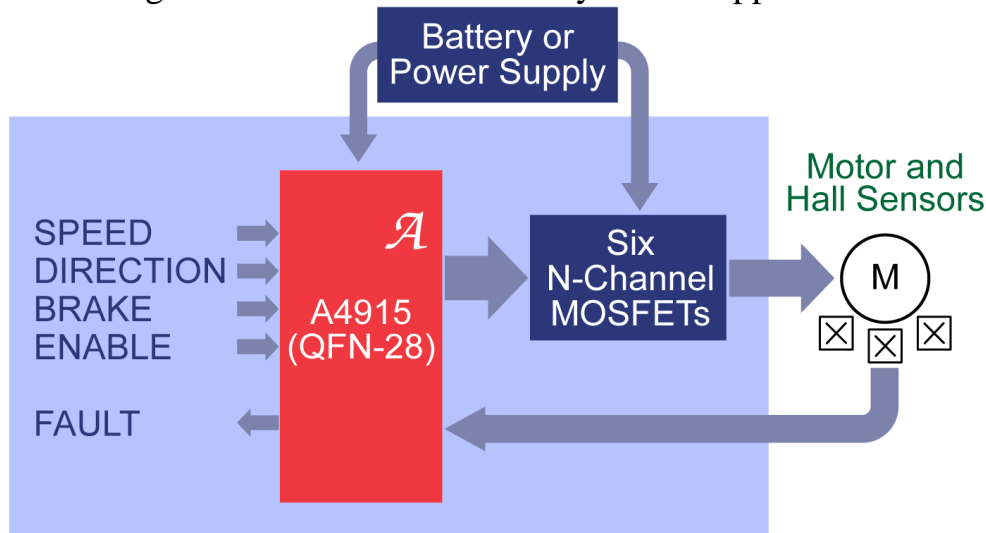 Battery or
Power Supply
Motor and
Hall Sensors
SPEED
DIRECTION
BRAKE
ENABLE
FAULT
A
A4915
(QFN-28)
Six
N-Channel
MOSFETs
M